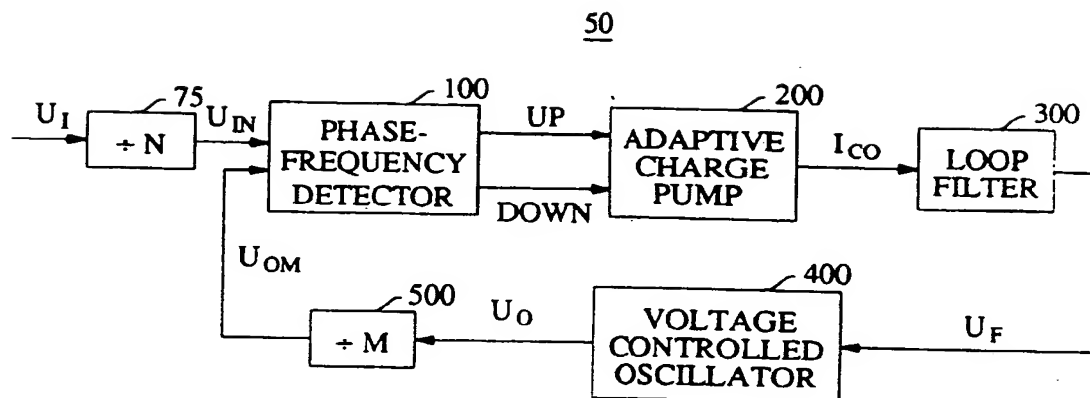 50
75
100
200
300
U_I
÷ N
U_IN
PHASE-
FREQUENCY
DETECTOR
UP
DOWN
ADAPTIVE
CHARGE
PUMP
I_CO
LOOP
FILTER
U_OM
500
÷ M
U_O
400
VOLTAGE
CONTROLLED
OSCILLATOR
U_F